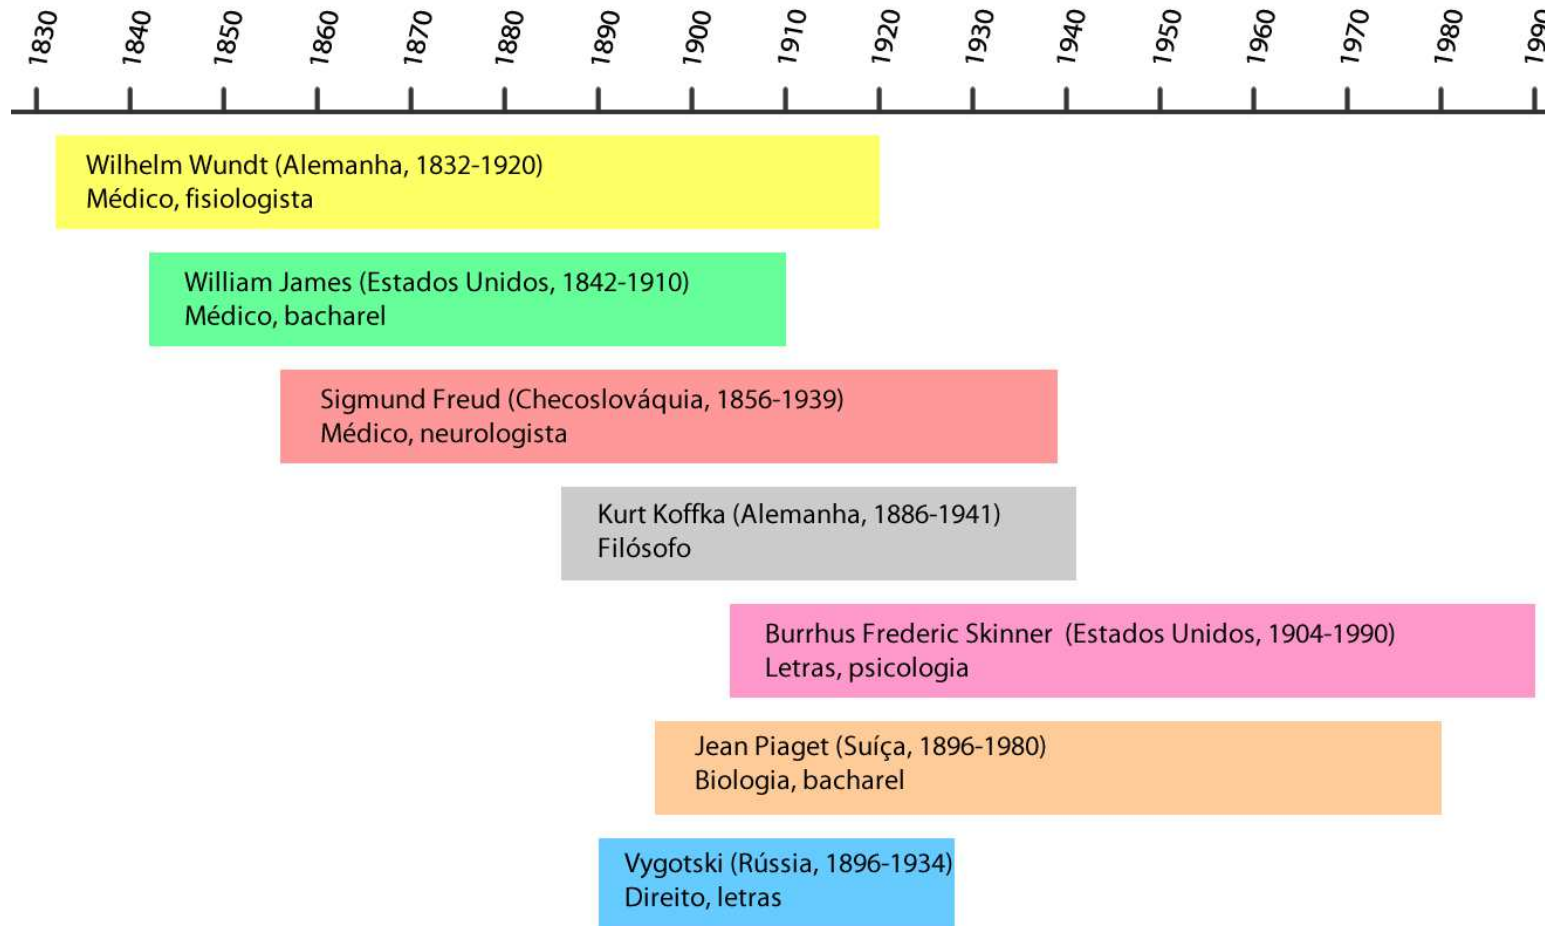 1830
1840
1850
1860
1870
1880
1890
1900
1910
1920
1930
1940
1950
1960
1970
1980
1990
Wilhelm Wundt (Alemanha, 1832-1920)
Médico, fisiologista
William James (Estados Unidos, 1842-1910)
Médico, bacharel
Sigmund Freud (Checoslováquia, 1856-1939)
Médico, neurologista
Kurt Koffka (Alemanha, 1886-1941)
Filósofo
Burrhus Frederic Skinner (Estados Unidos, 1904-1990)
Letras, psicologia
Jean Piaget (Suíça, 1896-1980)
Biologia, bacharel
Vygotski (Rússia, 1896-1934)
Direito, letras